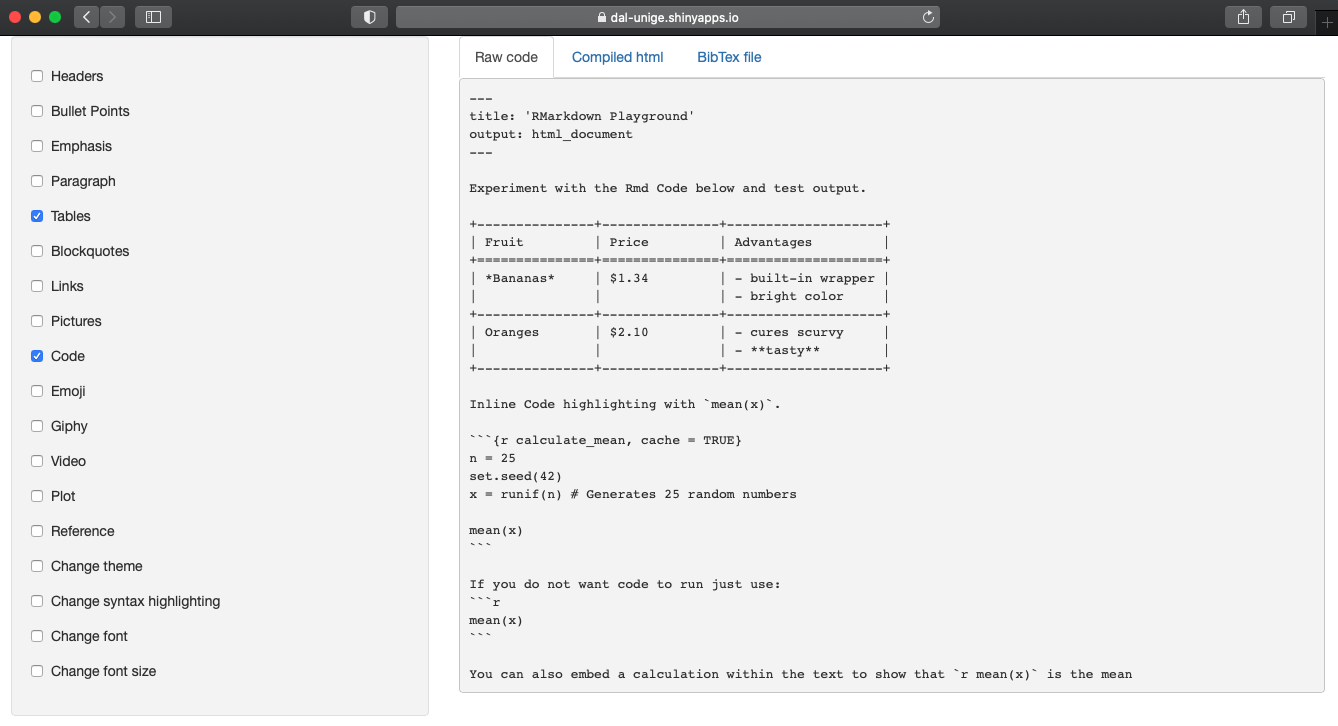 dal-unige.shinyapps.io
Headers
Bullet Points
Emphasis
Paragraph
Tables
Blockquotes
Links
Pictures
Code
Emoji
Giphy
Video
Plot
Reference
Change theme
Change syntax highlighting
Change font
Change font size
Raw code
Compiled html
BibTex file
---
title: 'RMarkdown Playground'
output: html_document
---
Experiment with the Rmd Code below and test output.
+---------------+---------------+--------------------+
| Fruit         | Price         | Advantages         |
+===============+===============+====================+
| *Bananas*     | $1.34         | - built-in wrapper |
|               |               | - bright color     |
+---------------+---------------+--------------------+
| Oranges       | $2.10         | - cures scurvy     |
|               |               | - **tasty**        |
+---------------+---------------+--------------------+
Inline Code highlighting with `mean(x)`.
```{r calculate_mean, cache = TRUE}
n = 25
set.seed(42)
x = runif(n) # Generates 25 random numbers
mean(x)
```
If you do not want code to run just use:
```r
mean(x)
```
You can also embed a calculation within the text to show that `r mean(x)` is the mean